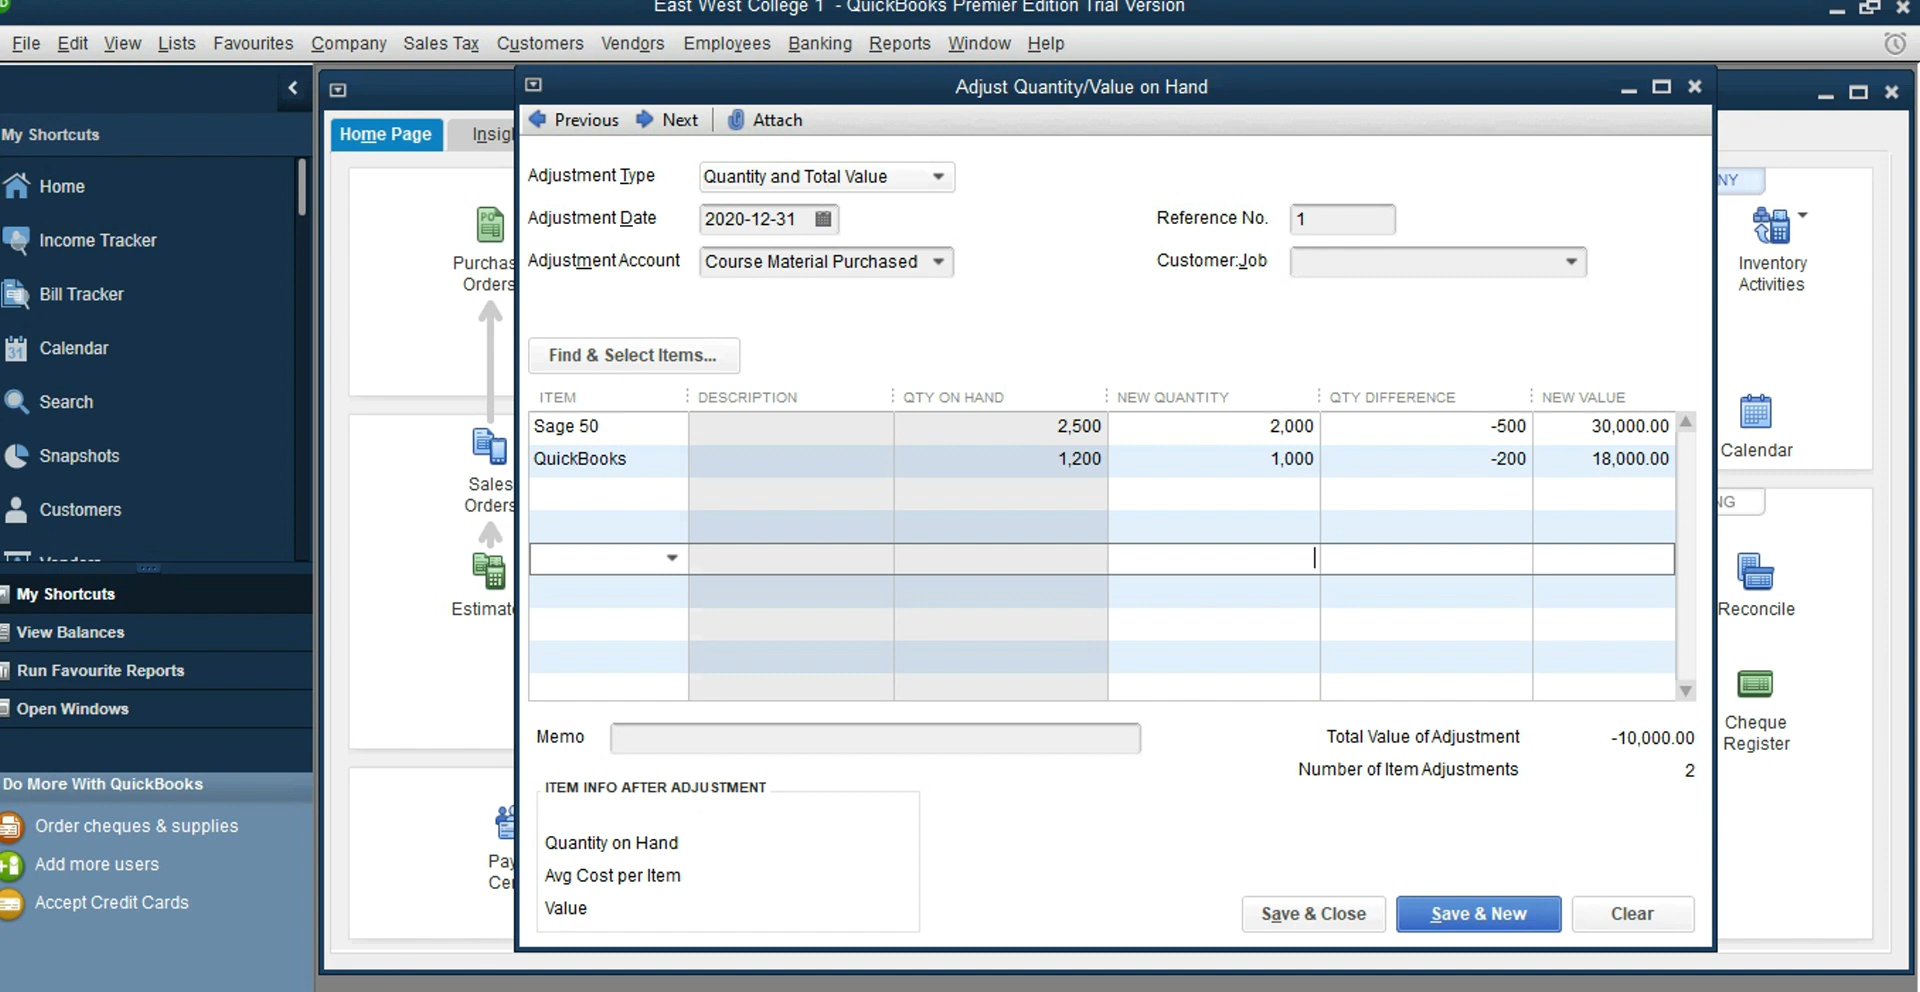 East West College 1 - QuickBooks Premier Edition Trial Version
File Edit View Lists Favourites Company Sales Tax Customers Vendors Employees Banking Reports Window Help
My Shortcuts
Home
Income Tracker
Bill Tracker
Calendar
Search
Snapshots
Customers
My Shortcuts
View Balances
Run Favourite Reports
Open Windows
Do More With QuickBooks
Order cheques & supplies
Add more users
Accept Credit Cards
Home Page Insig
Purchas
Orders
Sales
Orders
Estimat
Pay
Cer
Adjust Quantity/Value on Hand
Previous Next Attach
Adjustment Type Quantity and Total Value
Adjustment Date 2020-12-31 Reference No. 1
Adjustment Account Course Material Purchased Customer:Job
Find & Select Items...
ITEM DESCRIPTION QTY ON HAND NEW QUANTITY QTY DIFFERENCE NEW VALUE
Sage 50 2,500 2,000 -500 30,000.00
QuickBooks 1,200 1,000 -200 18,000.00
Memo Total Value of Adjustment -10,000.00
Number of Item Adjustments 2
ITEM INFO AFTER ADJUSTMENT
Quantity on Hand
Avg Cost per Item
Value
Save & Close Save & New Clear
NY
Inventory
Activities
31
Calendar
NG
Reconcile
Cheque
Register